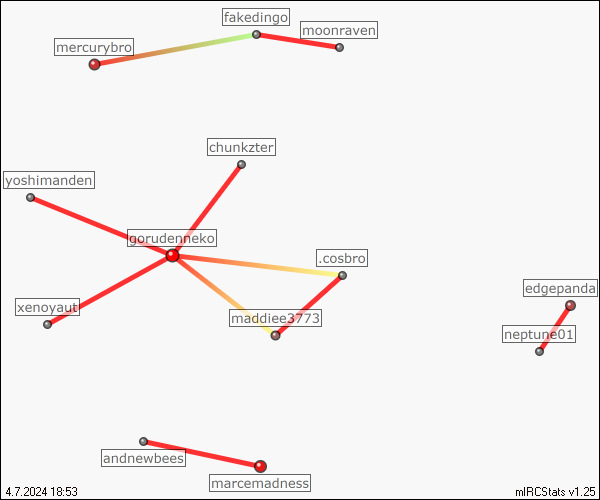 fakedingo
moonraven
mercurybro
chunkzter
yoshimanden
gorudenneko
.cosbro
edgepanda
xenoyaut
maddiee3773
neptune01
andnewbees
marcemadness
4.7.2024 18:53
mIRCStats v1.25